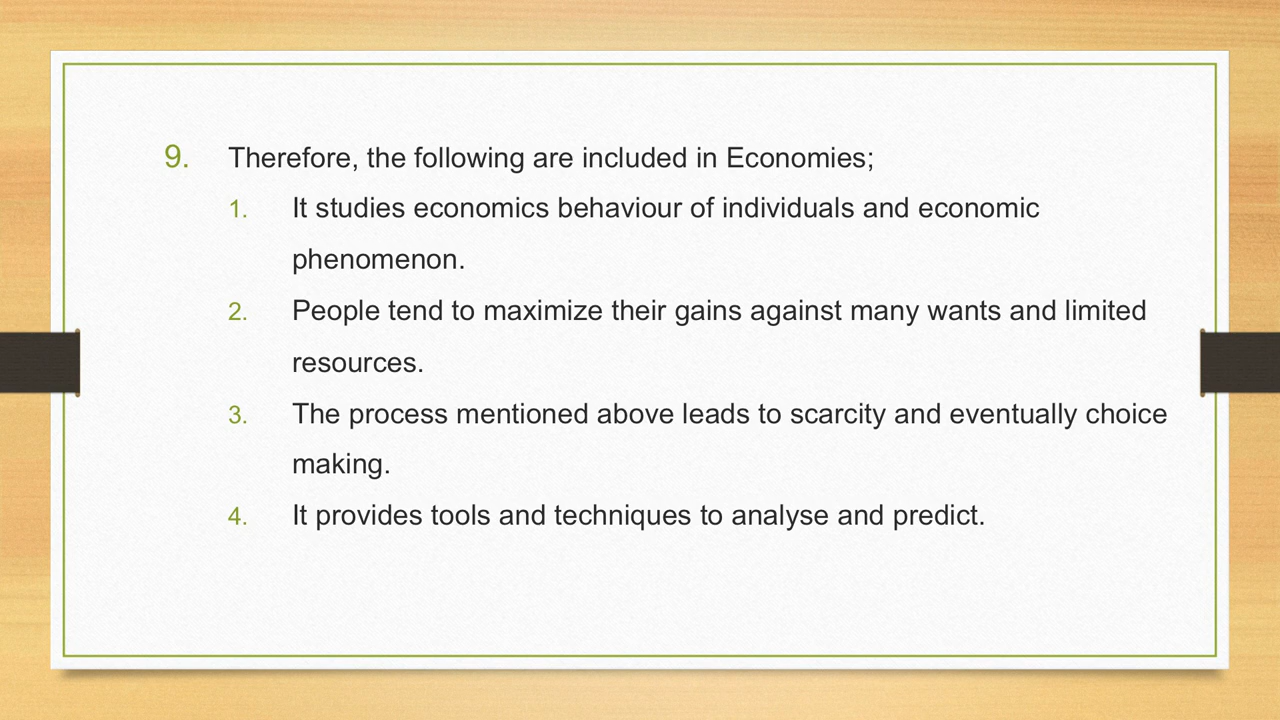 9. Therefore, the following are included in Economies;
1. It studies economics behaviour of individuals and economic
phenomenon.
2. People tend to maximize their gains against many wants and limited
resources.
3. The process mentioned above leads to scarcity and eventually choice
making.
4. It provides tools and techniques to analyse and predict.